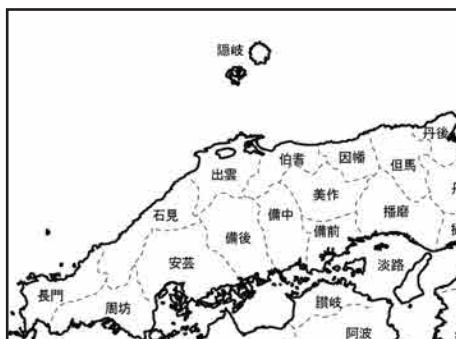 隠岐
丹後
伯耆
因幡
但馬
出雲
美作
石見
備中
播磨
備後
備前
安芸
淡路
長門
周坊
讃岐
阿波